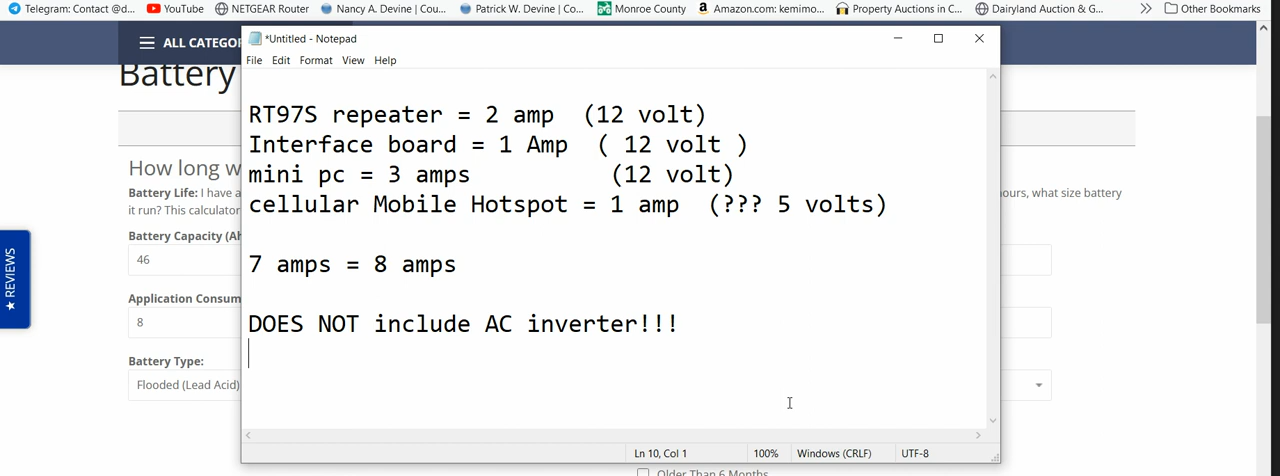 Telegram: Contact @d... YouTube NETGEAR Router Nancy A. Devine | Cou... Patrick W. Devine | Co... Monroe County Amazon.com: kemimo... Property Auctions in C... Dairyland Auction & G... Other Bookmarks
ALL CATEGOR
Battery
*Untitled - Notepad
File Edit Format View Help
RT97S repeater = 2 amp (12 volt)
Interface board = 1 Amp ( 12 volt )
mini pc = 3 amps (12 volt)
cellular Mobile Hotspot = 1 amp (??? 5 volts)
7 amps = 8 amps
DOES NOT include AC inverter!!!
Ln 10, Col 1 100% Windows (CRLF) UTF-8
How long w
Battery Life: I have a
ours, what size battery
it run? This calculator
Battery Capacity (Ah
46
Application Consum
8
Battery Type:
Flooded (Lead Acid)
★ REVIEWS
Older Than 6 Months